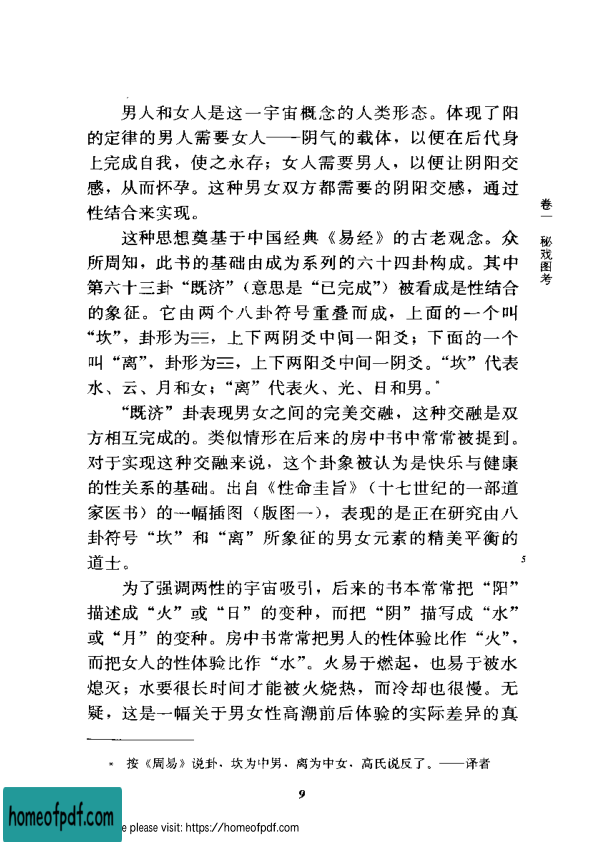 男人和女人是这一宇宙概念的人类形态。体现了阳
的定律的男人需要女人——阴气的载体，以便在后代身
上完成自我，使之永存；女人需要男人，以便让阴阳交
感，从而怀孕。这种男女双方都需要的阴阳交感，通过
性结合来实现。
这种思想奠基于中国经典《易经》的古老观念。众
所周知，此书的基础由成为系列的六十四卦构成。其中
第六十三卦“既济”（意思是“已完成”）被看成是性结合
的象征。它由两个八卦符号重叠而成，上面的一个叫
“坎”，卦形为☵，上下两阴爻中间一阳爻；下面的一个
叫“离”，卦形为☲，上下两阳爻中间一阴爻。“坎”代表
水、云、月和女；“离”代表火、光、日和男。*
“既济”卦表现男女之间的完美交融，这种交融是双
方相互完成的。类似情形在后来的房中书中常常被提到。
对于实现这种交融来说，这个卦象被认为是快乐与健康
的性关系的基础。出自《性命圭旨》（十七世纪的一部道
家医书）的一幅插图（版图一），表现的是正在研究由八
卦符号“坎”和“离”所象征的男女元素的精美平衡的
道士。
为了强调两性的宇宙吸引，后来的书本常常把“阳”
描述成“火”或“日”的变种，而把“阴”描写成“水”
或“月”的变种。房中书常常把男人的性体验比作“火”，
而把女人的性体验比作“水”。火易于燃起，也易于被水
熄灭；水要很长时间才能被火烧热，而冷却也很慢。无
疑，这是一幅关于男女性高潮前后体验的实际差异的真
卷一 秘戏图考
5
* 按《周易》说卦，坎为中男，离为中女，高氏说反了。——译者
9
homeofpdf.com
e please visit: https://homeofpdf.com